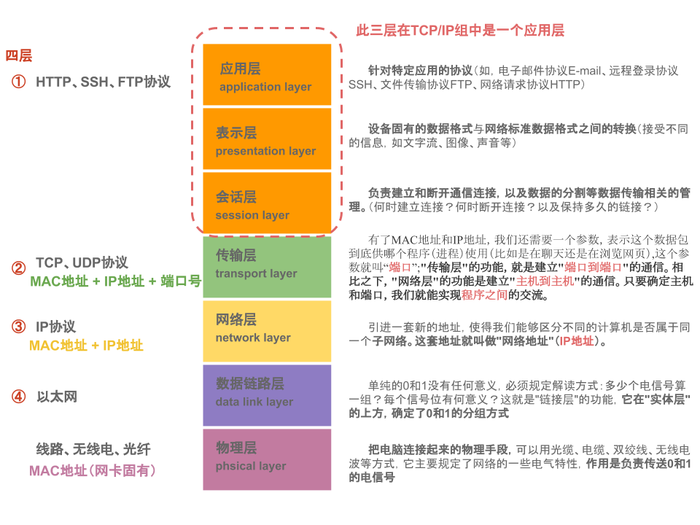 此三层在TCP/IP组中是一个应用层
四层
① HTTP、SSH、FTP协议
应用层
application layer
针对特定应用的协议(如,电子邮件协议E-mail、远程登录协议
SSH、文件传输协议FTP、网络请求协议HTTP)
表示层
presentation layer
设备固有的数据格式与网络标准数据格式之间的转换(接受不同
的信息,如文字流、图像、声音等)
会话层
session layer
负责建立和断开通信连接,以及数据的分割等数据传输相关的管
理。(何时建立连接?何时断开连接?以及保持多久的链接?)
② TCP、UDP协议
MAC地址 + IP地址 + 端口号
传输层
transport layer
有了MAC地址和IP地址,我们还需要一个参数,表示这个数据包
到底供哪个程序(进程)使用(比如是在聊天还是在浏览网页),这个参
数就叫“端口”;"传输层"的功能,就是建立"端口到端口"的通信。相
比之下,"网络层"的功能是建立"主机到主机"的通信。只要确定主机
和端口,我们就能实现程序之间的交流。
③ IP协议
MAC地址 + IP地址
网络层
network layer
引进一套新的地址,使得我们能够区分不同的计算机是否属于同
一个子网络。这套地址就叫做"网络地址"(IP地址)。
④ 以太网
数据链路层
data link layer
单纯的0和1没有任何意义,必须规定解读方式:多少个电信号算
一组?每个信号位有何意义?这就是"链接层"的功能,它在"实体层"
的上方,确定了0和1的分组方式
线路、无线电、光纤
MAC地址(网卡固有)
物理层
phsical layer
把电脑连接起来的物理手段,可以用光缆、电缆、双绞线、无线电
波等方式,它主要规定了网络的一些电气特性,作用是负责传送0和1
的电信号